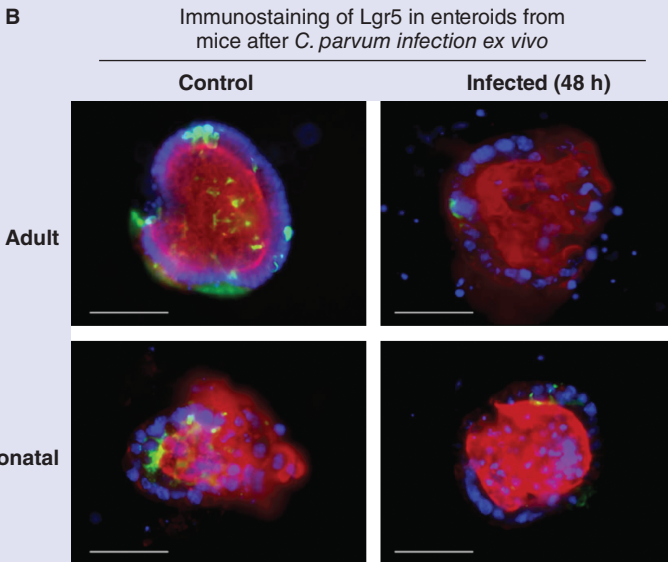 B
Immunostaining of Lgr5 in enteroids from
mice after C. parvum infection ex vivo
Control
Infected (48 h)
Adult
onatal